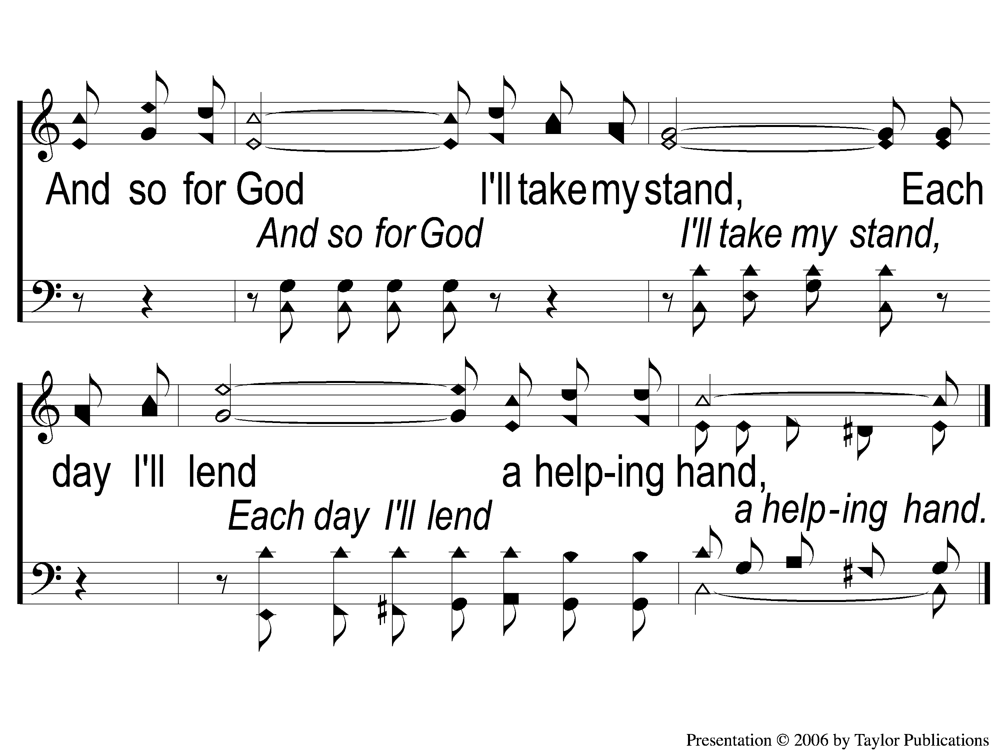 And so for God I'll take my stand, Each
And so for God I'll take my stand,
day I'll lend a help-ing hand,
Each day I'll lend a help-ing hand.
Presentation © 2006 by Taylor Publications